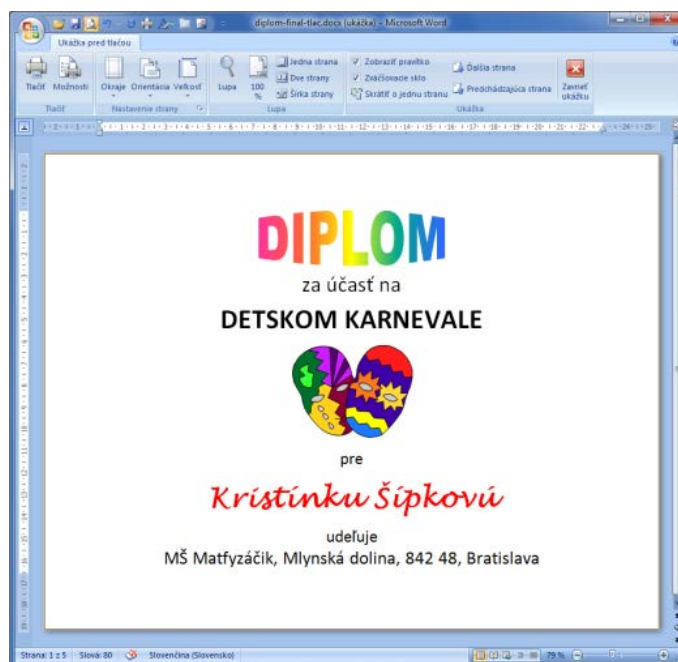 diplom-final-tlac.docx (ukážka) - Microsoft Word
Ukážka pred tlačou
Tlačiť Možnosti Okraje Orientácia Veľkosť Lupa 100 % Jedna strana Dve strany Šírka strany
Zobraziť pravítko Zväčšovacie sklo Skrátiť o jednu stranu
Ďalšia strana Predchádzajúca strana Zavrieť ukážku
Tlačiť Nastavenie strany Lupa Ukážka
DIPLOM
za účasť na
DETSKOM KARNEVALE
pre
Kristínku Šípkovú
udeľuje
MŠ Matfyzáčik, Mlynská dolina, 842 48, Bratislava
Strana: 1 z 5 Slová: 80 Slovenčina (Slovensko) 79 %